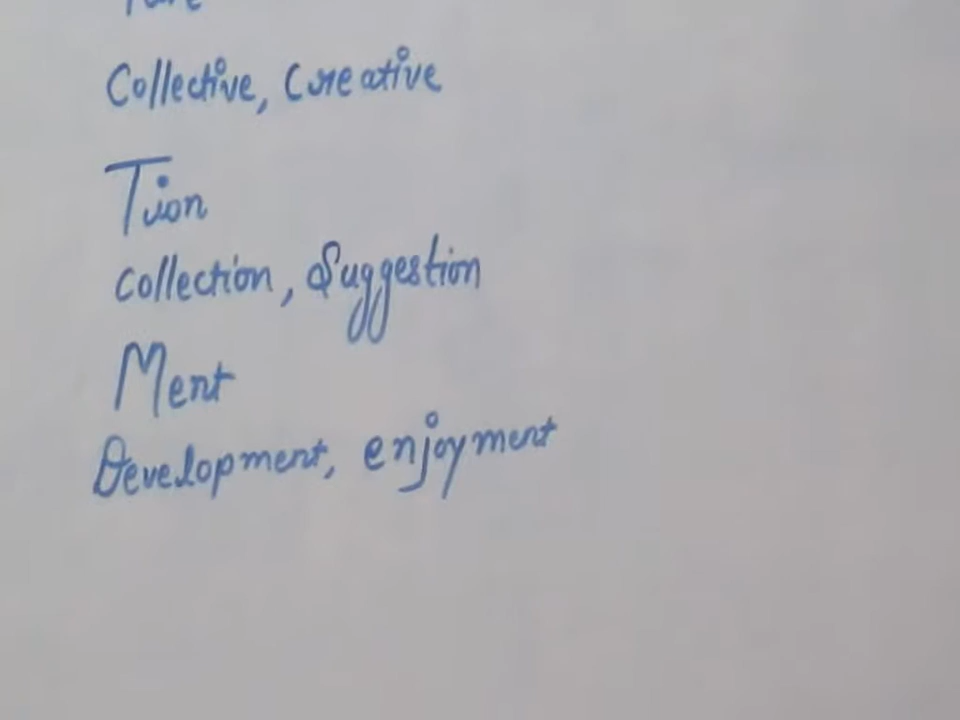 Collective, Creative
Tion
collection, Suggestion
Ment
Development, enjoyment